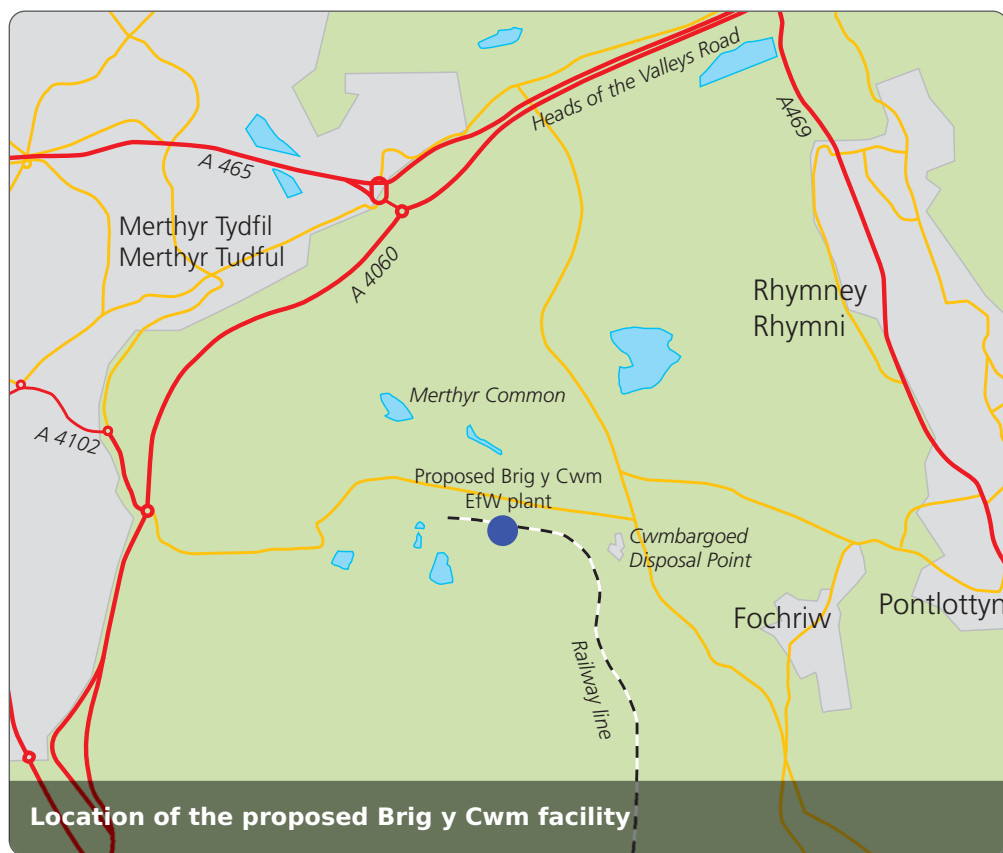 Heads of the Valleys Road
A469
A 465
Merthyr Tydfil
Merthyr Tudful
A 4060
Rhymney
Rhymni
Merthyr Common
A 4102
Proposed Brig y Cwm
EfW plant
Cwmbargoed
Disposal Point
Fochriw
Pontlottyn
Railway line
Location of the proposed Brig y Cwm facility